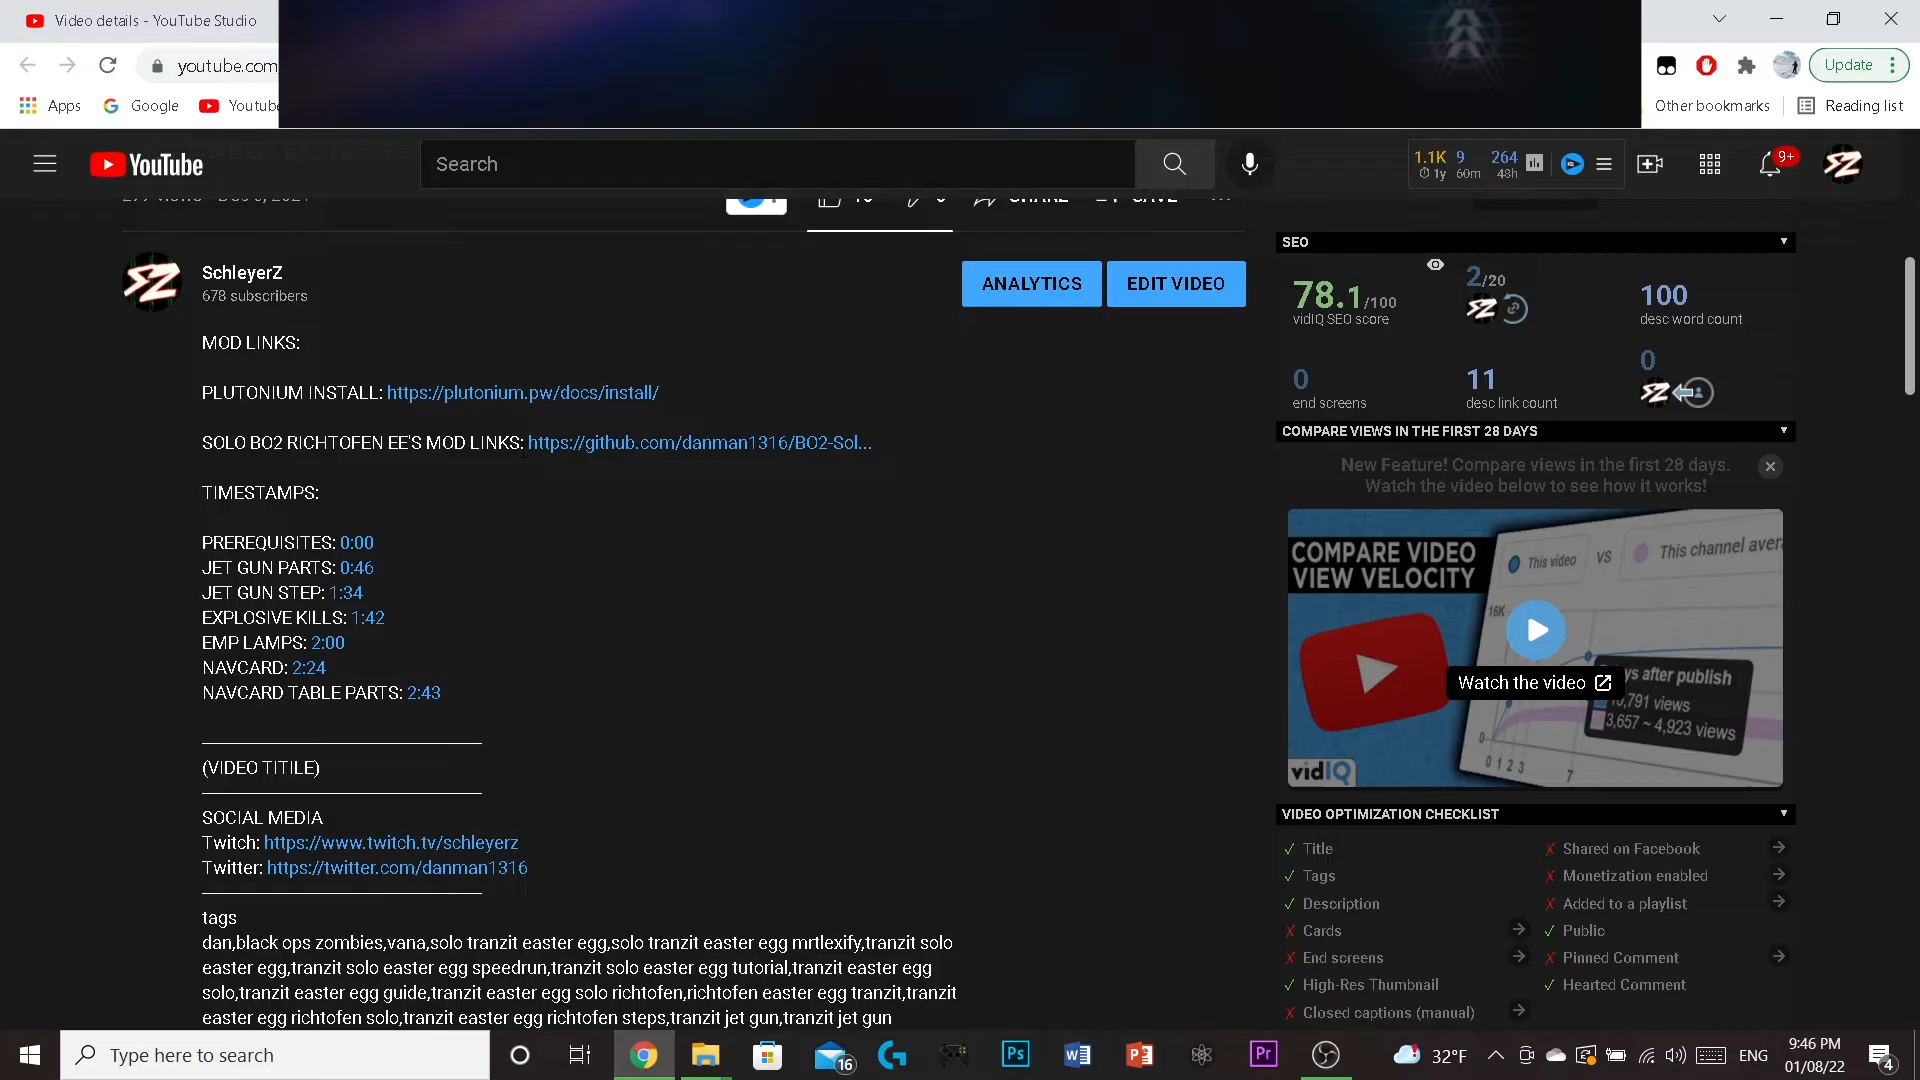 Video details - YouTube Studio
youtube.com
Update
Apps
Google
Youtube
Other bookmarks
Reading list
YouTube
Search
1.1K 9 264
1y 60m 48h
9+
SHARE
SAVE
SchleyerZ
678 subscribers
ANALYTICS
EDIT VIDEO
MOD LINKS:
PLUTONIUM INSTALL: https://plutonium.pw/docs/install/
SOLO BO2 RICHTOFEN EE'S MOD LINKS: https://github.com/danman1316/BO2-Sol...
TIMESTAMPS:
PREREQUISITES: 0:00
JET GUN PARTS: 0:46
JET GUN STEP: 1:34
EXPLOSIVE KILLS: 1:42
EMP LAMPS: 2:00
NAVCARD: 2:24
NAVCARD TABLE PARTS: 2:43
(VIDEO TITILE)
SOCIAL MEDIA
Twitch: https://www.twitch.tv/schleyerz
Twitter: https://twitter.com/danman1316
tags
dan,black ops zombies,vana,solo tranzit easter egg,solo tranzit easter egg mrtlexify,tranzit solo
easter egg,tranzit solo easter egg speedrun,tranzit solo easter egg tutorial,tranzit easter egg
solo,tranzit easter egg guide,tranzit easter egg solo richtofen,richtofen easter egg tranzit,tranzit
easter egg richtofen solo,tranzit easter egg richtofen steps,tranzit jet gun,tranzit jet gun
SEO
78.1/100
vidIQ SEO score
2/20
100
desc word count
0
end screens
11
desc link count
0
COMPARE VIEWS IN THE FIRST 28 DAYS
New Feature! Compare views in the first 28 days.
Watch the video below to see how it works!
COMPARE VIDEO
VIEW VELOCITY
This video VS This channel aver
16K
Watch the video
ys after publish
views
3,657 ~ 4,923 views
0
0 1 2 3 7
vidIQ
VIDEO OPTIMIZATION CHECKLIST
Title
Tags
Description
Cards
End screens
High-Res Thumbnail
Closed captions (manual)
Shared on Facebook
Monetization enabled
Added to a playlist
Public
Pinned Comment
Hearted Comment
Type here to search
16
Ps
Pr
32°F
ENG
9:46 PM
01/08/22
4